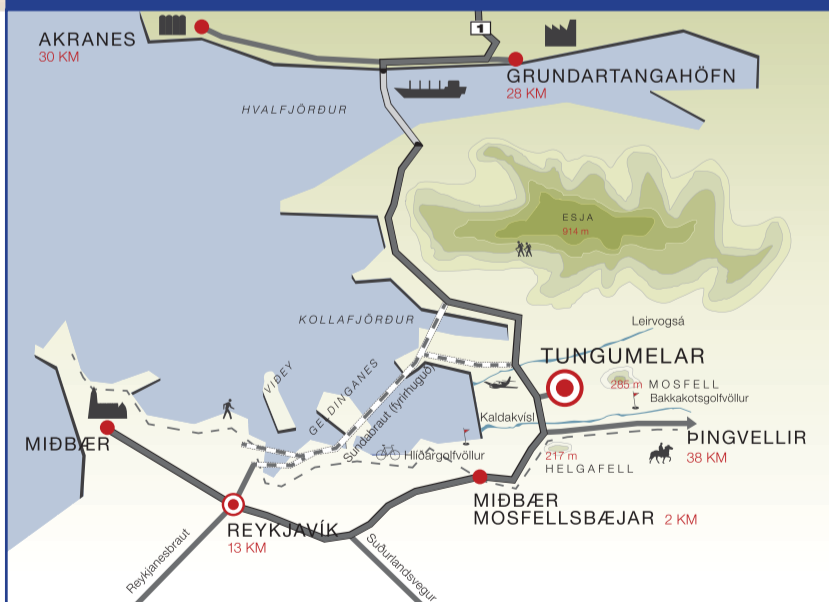 1
AKRANES
30 KM
GRUNDARTANGAHÖFN
28 KM
HVALFJÖRÐUR
ESJA
914 m
KOLLAFJÖRÐUR
Leirvogsá
TUNGUMELAR
285 m MOSFELL
Bakkakotsgolfvöllur
VIÐEY
GELDINGANES
Sundabraut (fyrirhuguð)
Kaldakvísl
MIÐBÆR
Hlíðargolfvöllur
ÞINGVELLIR
38 KM
217 m
HELGAFELL
MIÐBÆR
MOSFELLSBÆJAR 2 KM
REYKJAVÍK
13 KM
Reykjanesbraut
Suðurlandsvegur